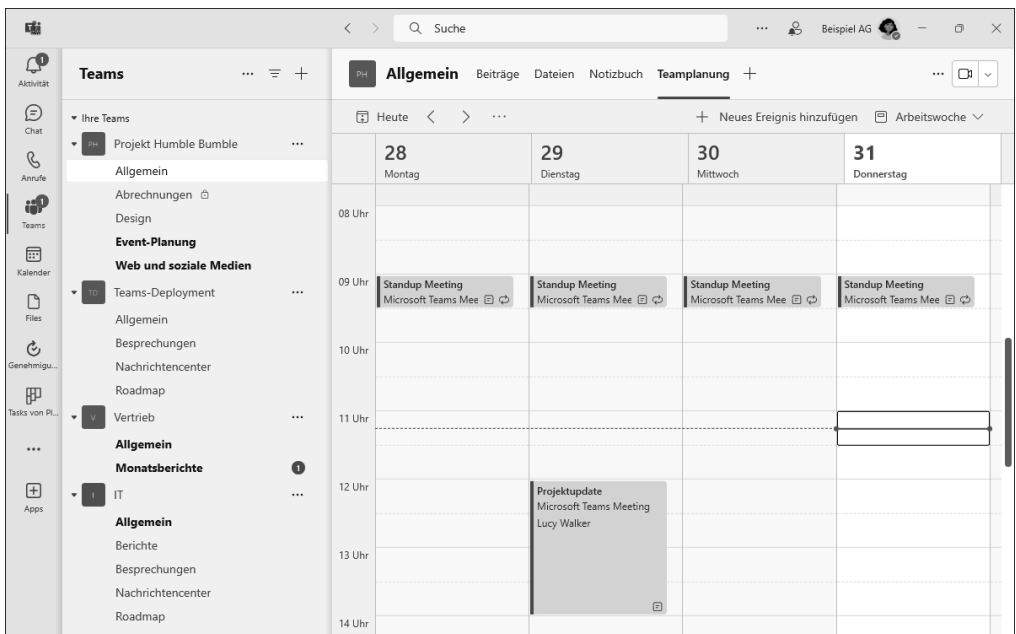 Suche
Beispiel AG
1
Aktivität
Chat
Anrufe
1
Teams
Kalender
Files
Genehmigu...
Tasks von Pl...
Apps
Teams
Ihre Teams
PH Projekt Humble Bumble
Allgemein
Abrechnungen
Design
Event-Planung
Web und soziale Medien
TD Teams-Deployment
Allgemein
Besprechungen
Nachrichtencenter
Roadmap
V Vertrieb
Allgemein
Monatsberichte 1
I IT
Allgemein
Berichte
Besprechungen
Nachrichtencenter
Roadmap
PH Allgemein Beiträge Dateien Notizbuch Teamplanung
Heute
Neues Ereignis hinzufügen Arbeitswoche
28 29 30 31
Montag Dienstag Mittwoch Donnerstag
08 Uhr
09 Uhr
Standup Meeting Standup Meeting Standup Meeting Standup Meeting
Microsoft Teams Mee Microsoft Teams Mee Microsoft Teams Mee Microsoft Teams Mee
10 Uhr
11 Uhr
12 Uhr
Projektupdate
Microsoft Teams Meeting
Lucy Walker
13 Uhr
14 Uhr